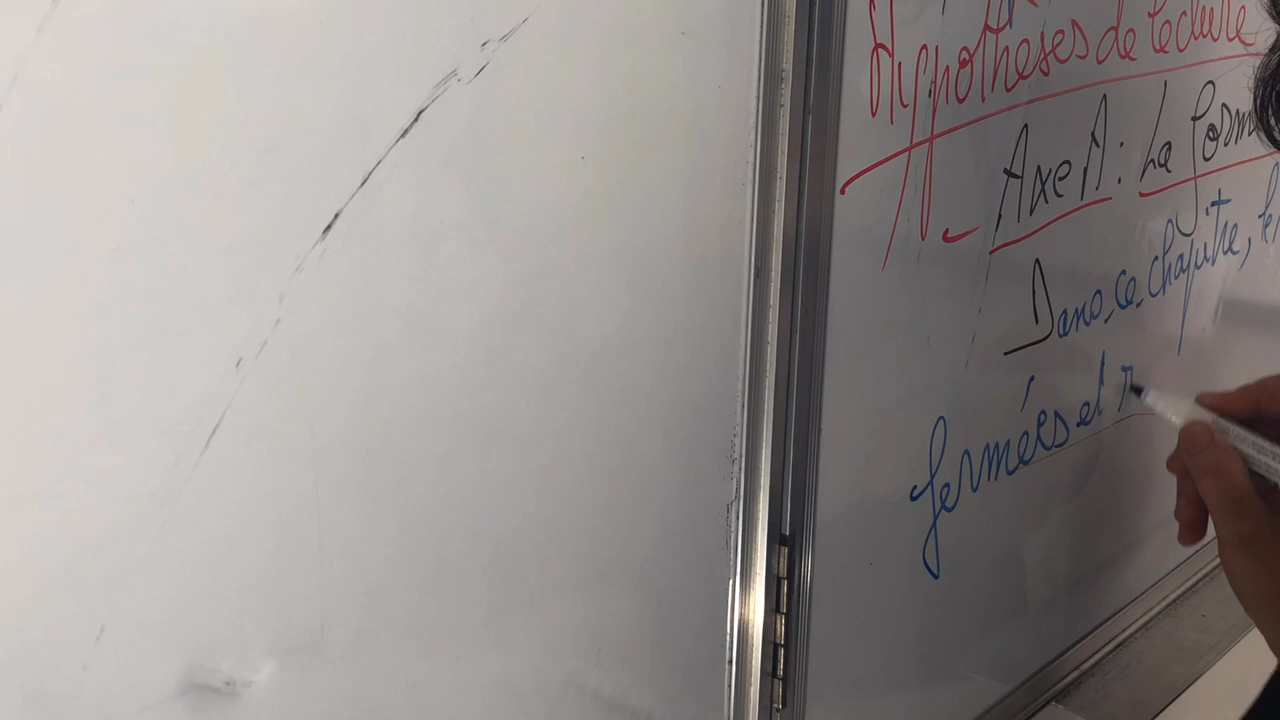 Hypothèses de lecture
Axe A : La form
Dans ce chapitre, le
fermées et r